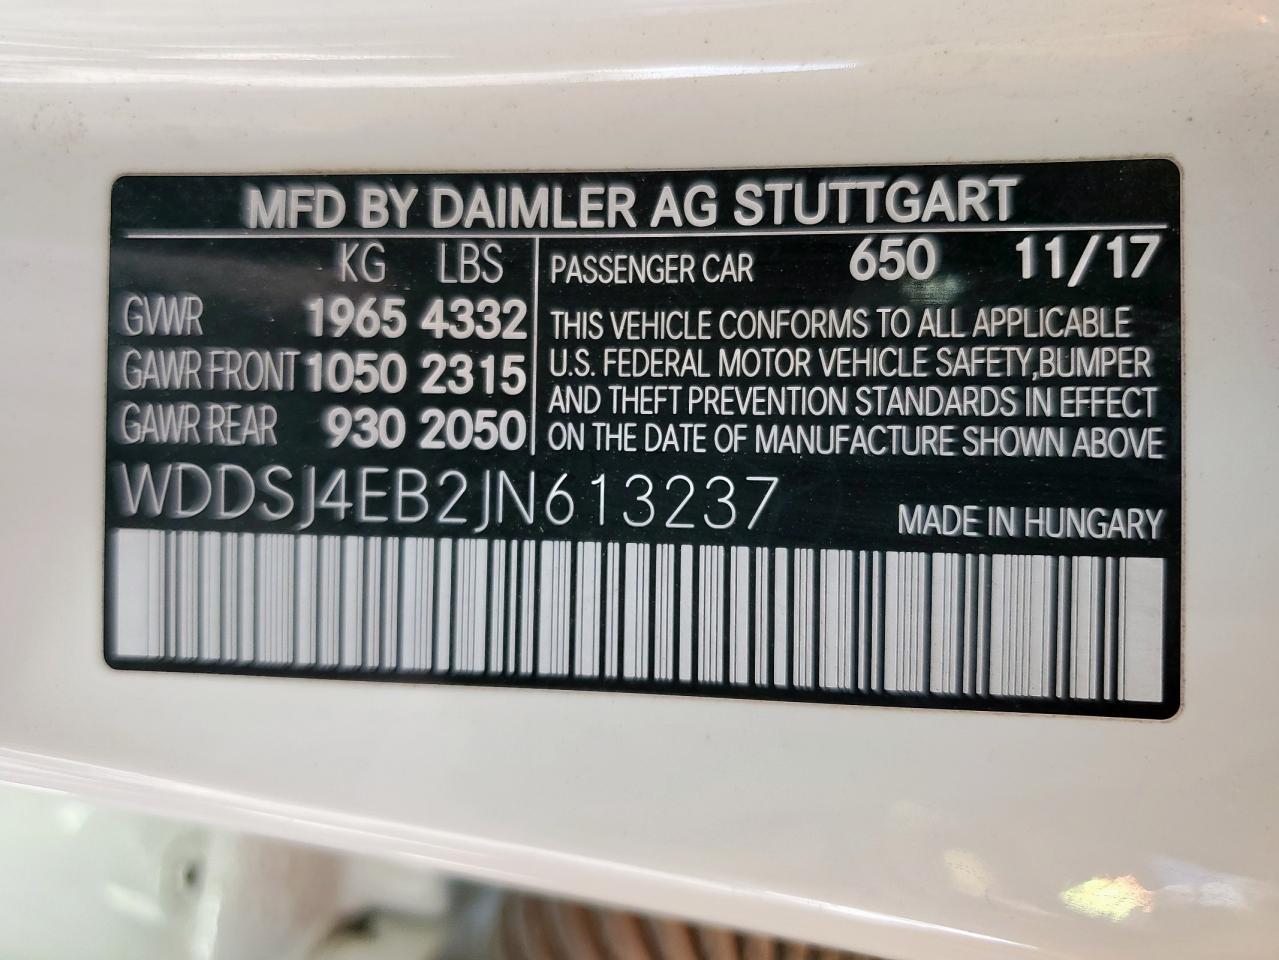 MFD BY DAIMLER AG STUTTGART
KG LBS
GVWR 1965 4332
GAWR FRONT 1050 2315
GAWR REAR 930 2050
PASSENGER CAR 650 11/17
THIS VEHICLE CONFORMS TO ALL APPLICABLE
U.S. FEDERAL MOTOR VEHICLE SAFETY,BUMPER
AND THEFT PREVENTION STANDARDS IN EFFECT
ON THE DATE OF MANUFACTURE SHOWN ABOVE
WDDSJ4EB2JN613237
MADE IN HUNGARY